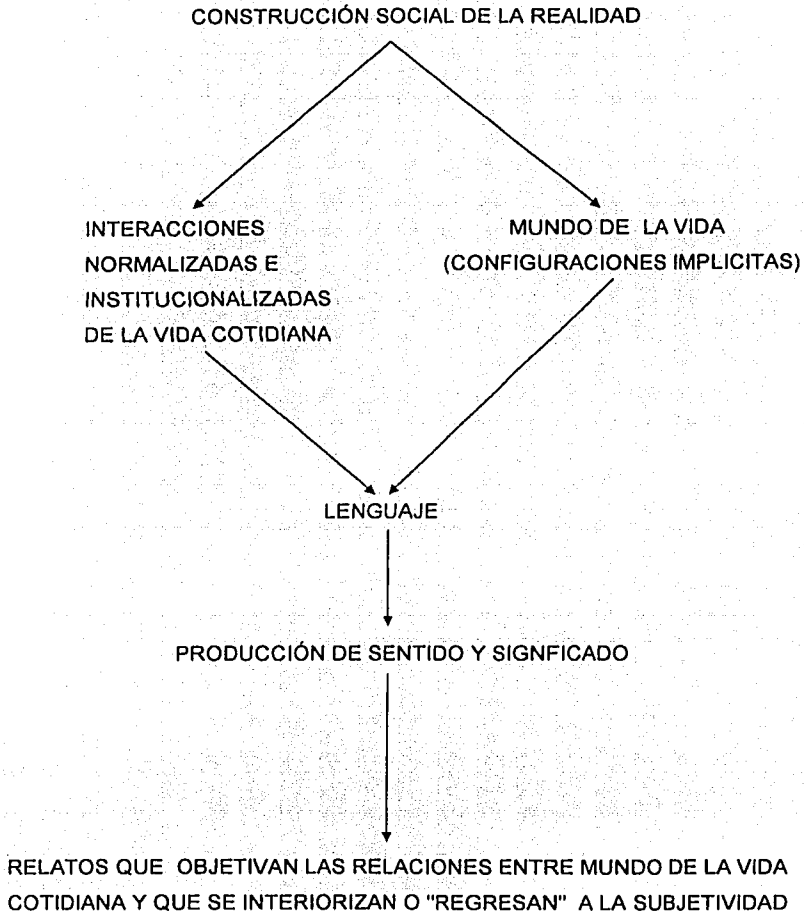 CONSTRUCCIÓN SOCIAL DE LA REALIDAD
INTERACCIONES
NORMALIZADAS E
INSTITUCIONALIZADAS
DE LA VIDA COTIDIANA
MUNDO DE LA VIDA
(CONFIGURACIONES IMPLICITAS)
LENGUAJE
PRODUCCIÓN DE SENTIDO Y SIGNFICADO
RELATOS QUE OBJETIVAN LAS RELACIONES ENTRE MUNDO DE LA VIDA
COTIDIANA Y QUE SE INTERIORIZAN O "REGRESAN" A LA SUBJETIVIDAD